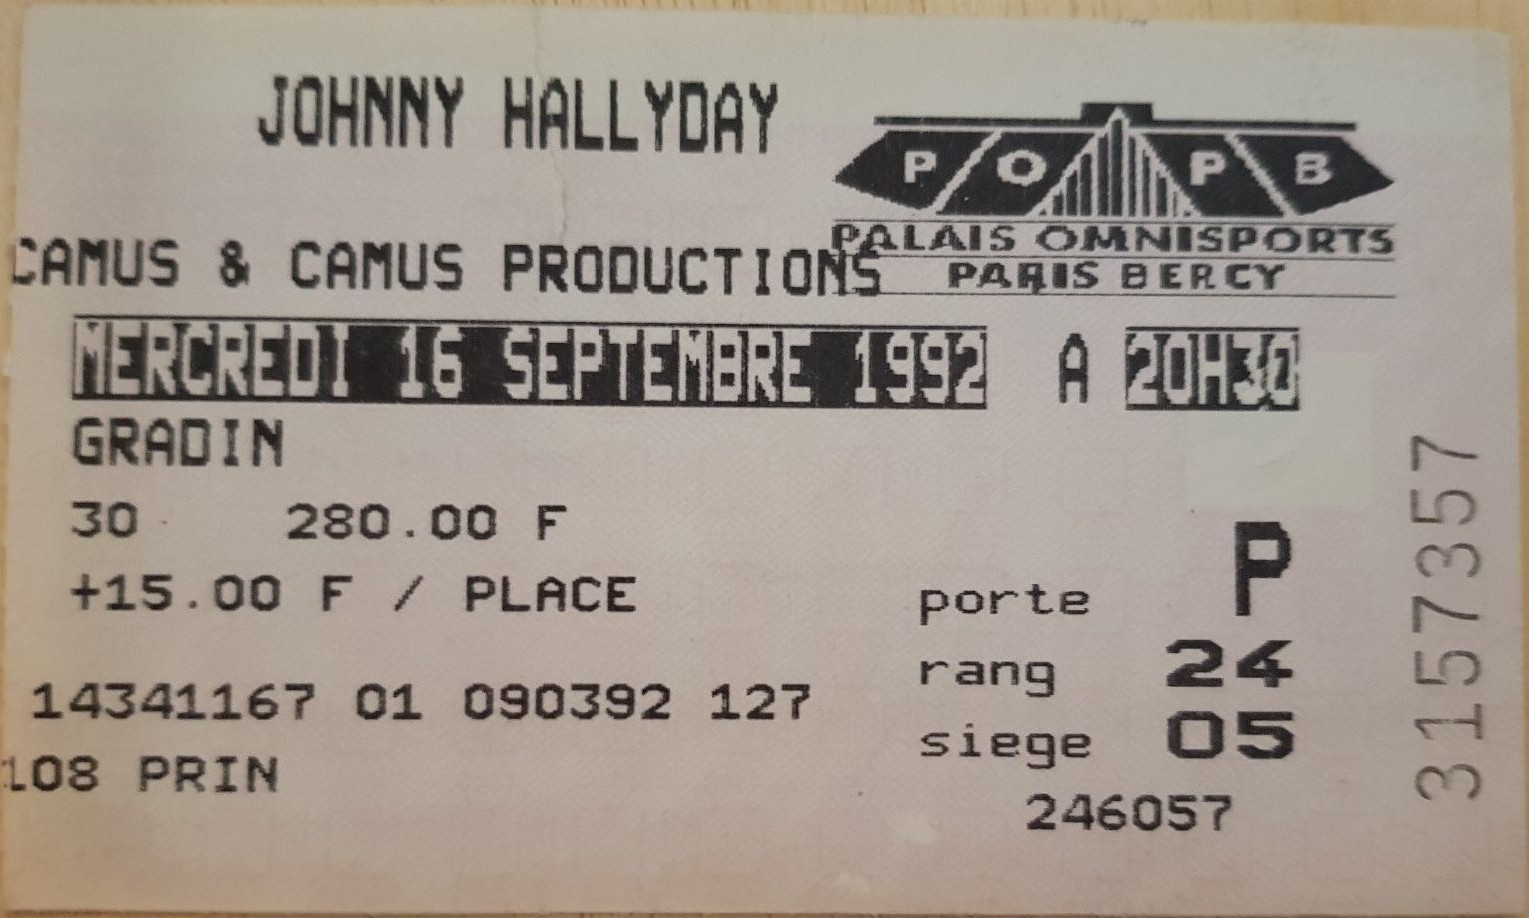 JOHNNY HALLYDAY
P O P B
PALAIS OMNISPORTS
PARIS BERCY
CAMUS & CAMUS PRODUCTIONS
MERCREDI 16 SEPTEMBRE 1992 A 20H30
GRADIN
30 280.00 F
+15.00 F / PLACE
porte P
rang 24
siege 05
14341167 01 090392 127
108 PRIN
246057
3157357